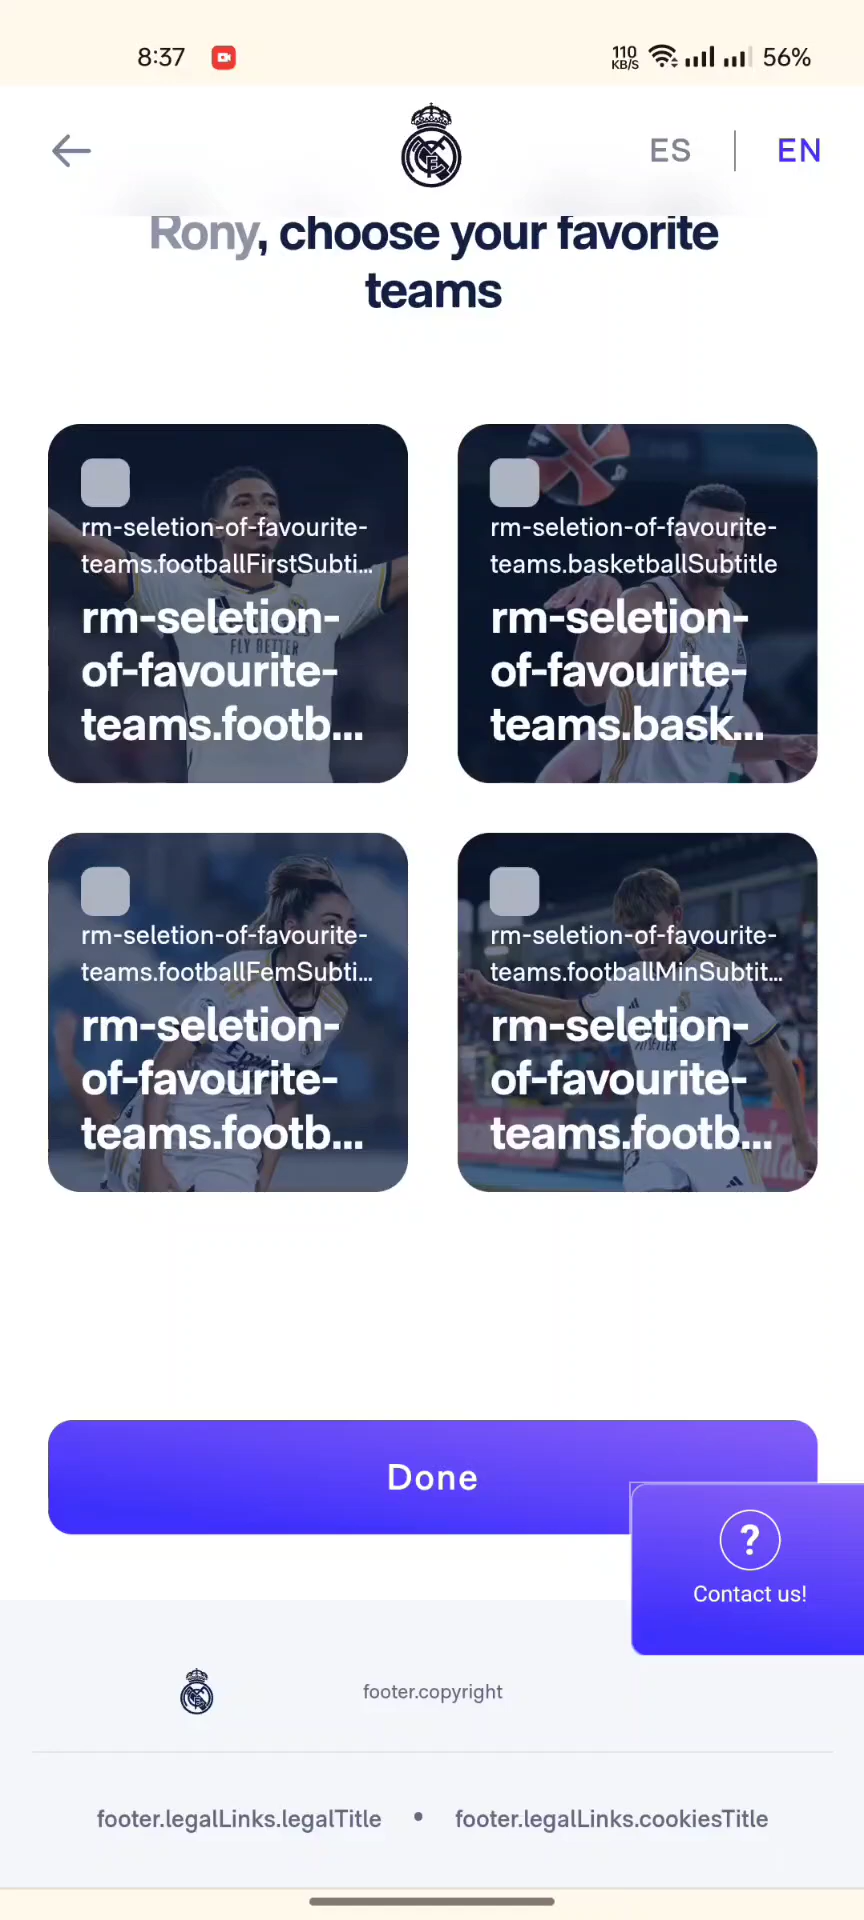 8:37
110 KB/S
56%
ES
EN
Rony, choose your favorite
teams
rm-seletion-of-favourite-
teams.footballFirstSubti...
rm-seletion-
of-favourite-
teams.footb...
FLY BETTER
rm-seletion-of-favourite-
teams.basketballSubtitle
rm-seletion-
of-favourite-
teams.bask...
rm-seletion-of-favourite-
teams.footballFemSubti...
rm-seletion-
of-favourite-
teams.footb...
rm-seletion-of-favourite-
teams.footballMinSubtit...
rm-seletion-
of-favourite-
teams.footb...
Done
?
Contact us!
footer.copyright
footer.legalLinks.legalTitle • footer.legalLinks.cookiesTitle